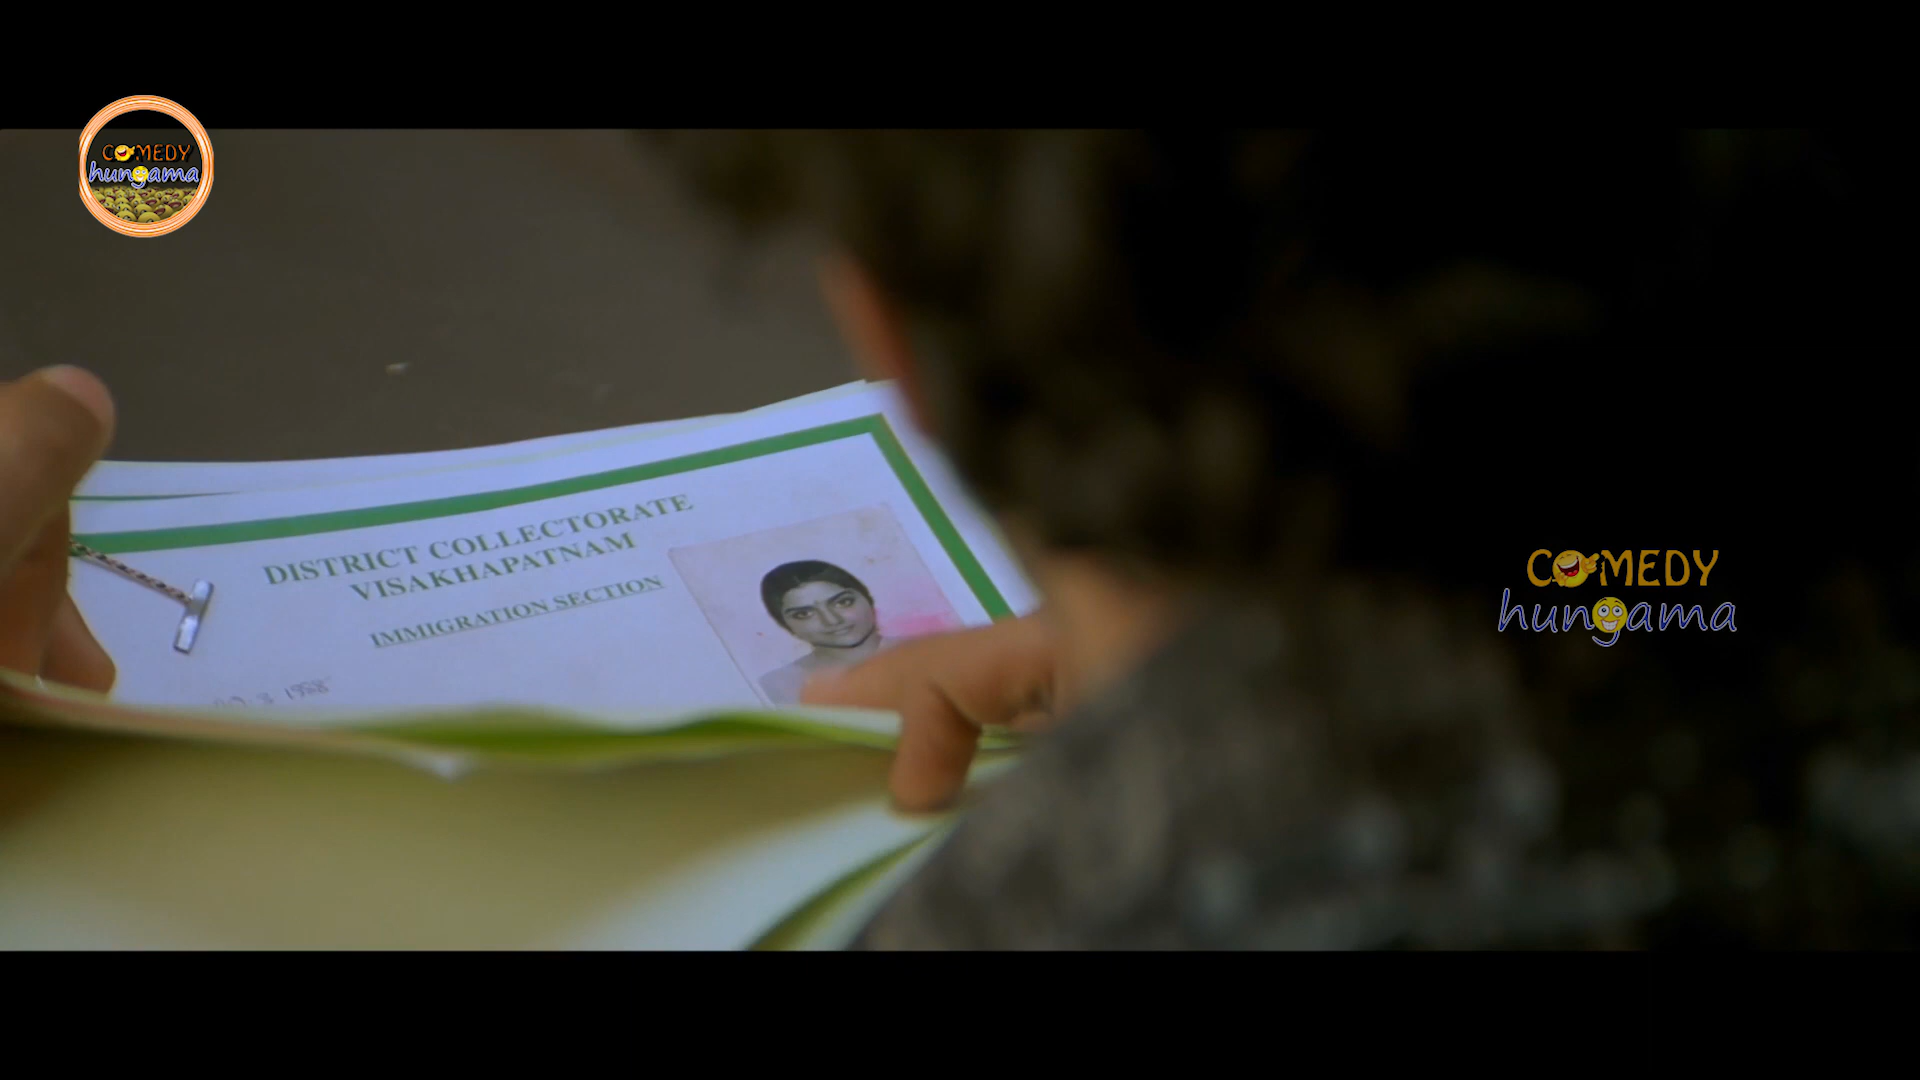 COMEDY
hungama
DISTRICT COLLECTORATE
VISAKHAPATNAM
IMMIGRATION SECTION
COMEDY
hungama